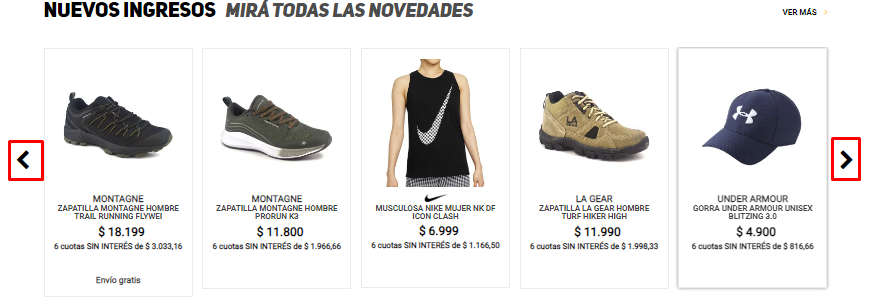 NUEVOS INGRESOS MIRÁ TODAS LAS NOVEDADES
VER MÁS
MONTAGNE
ZAPATILLA MONTAGNE HOMBRE
TRAIL RUNNING FLYWEI
$ 18.199
6 cuotas SIN INTERÉS de $ 3.033,16
Envío gratis
MONTAGNE
ZAPATILLA MONTAGNE HOMBRE
PRORUN K3
$ 11.800
6 cuotas SIN INTERÉS de $ 1.966,66
MUSCULOSA NIKE MUJER NK DF
ICON CLASH
$ 6.999
6 cuotas SIN INTERÉS de $ 1.166,50
LA GEAR
ZAPATILLA LA GEAR HOMBRE
TURF HIKER HIGH
$ 11.990
6 cuotas SIN INTERÉS de $ 1.998,33
UNDER ARMOUR
GORRA UNDER ARMOUR UNISEX
BLITZING 3.0
$ 4.900
6 cuotas SIN INTERÉS de $ 816,66